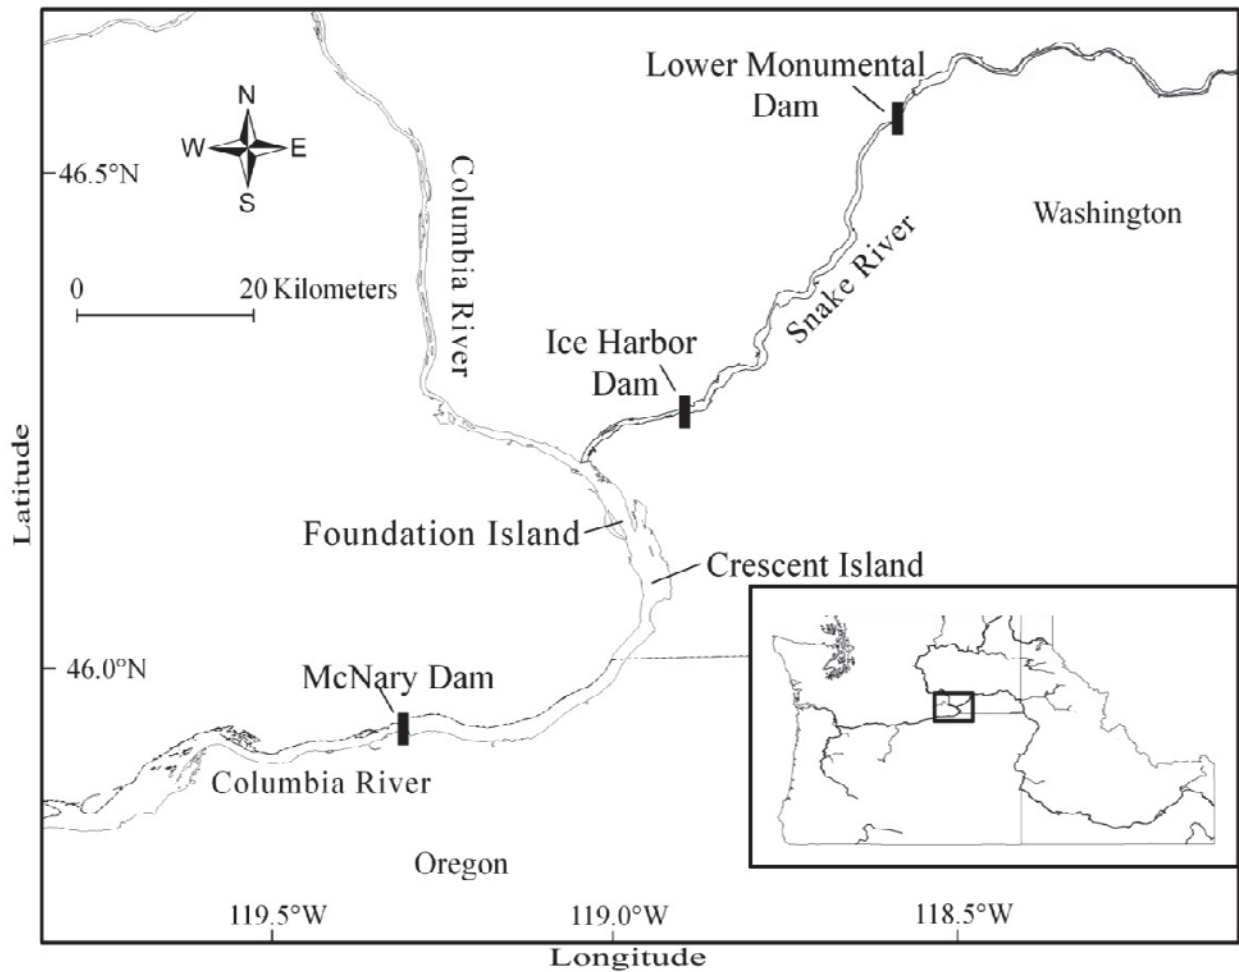 Lower Monumental
Dam
N
W
E
S
46.5°N
Columbia River
Washington
Snake River
0
20 Kilometers
Ice Harbor
Dam
Latitude
Foundation Island
Crescent Island
46.0°N
McNary Dam
Columbia River
Oregon
119.5°W
119.0°W
118.5°W
Longitude